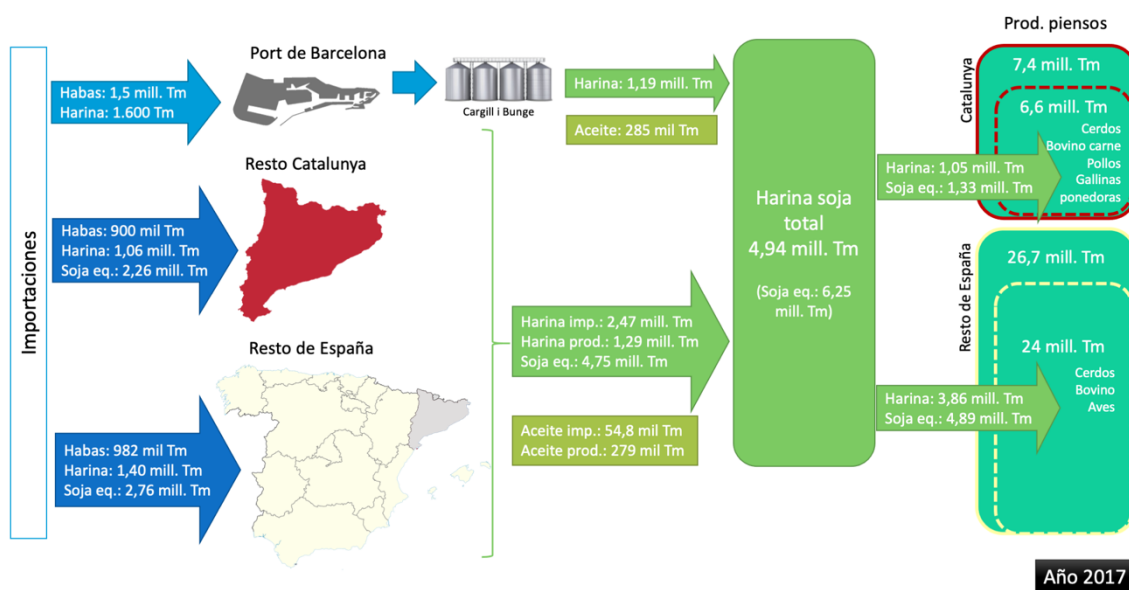 Prod. piensos
Port de Barcelona
Importaciones
Habas: 1,5 mill. Tm
Harina: 1.600 Tm
Cargill i Bunge
Harina: 1,19 mill. Tm
Aceite: 285 mil Tm
Resto Catalunya
Habas: 900 mil Tm
Harina: 1,06 mill. Tm
Soja eq.: 2,26 mill. Tm
Resto de España
Habas: 982 mil Tm
Harina: 1,40 mill. Tm
Soja eq.: 2,76 mill. Tm
Harina imp.: 2,47 mill. Tm
Harina prod.: 1,29 mill. Tm
Soja eq.: 4,75 mill. Tm
Aceite imp.: 54,8 mil Tm
Aceite prod.: 279 mil Tm
Harina soja
total
4,94 mill. Tm
(Soja eq.: 6,25
mill. Tm)
Catalunya
7,4 mill. Tm
6,6 mill. Tm
Cerdos
Bovino carne
Pollos
Gallinas
ponedoras
Harina: 1,05 mill. Tm
Soja eq.: 1,33 mill. Tm
Resto de España
26,7 mill. Tm
24 mill. Tm
Cerdos
Bovino
Aves
Harina: 3,86 mill. Tm
Soja eq.: 4,89 mill. Tm
Año 2017